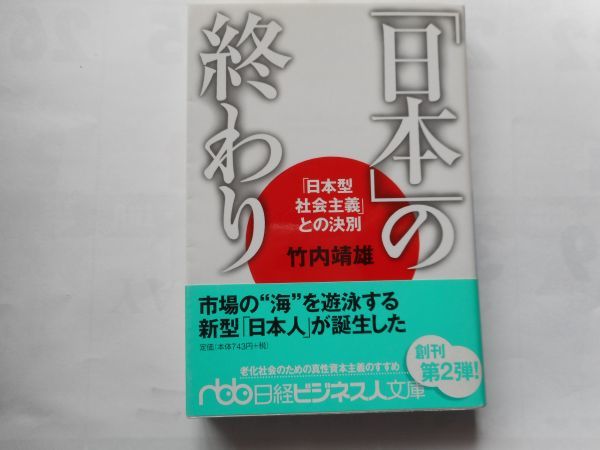 「日本」の
終わり
「日本型
社会主義」
との決別
竹内靖雄
市場の“海”を遊泳する
新型「日本人」が誕生した
定価(本体743円+税)
創刊
第2弾!
老化社会のための真性資本主義のすすめ
nbb日経ビジネス人文庫